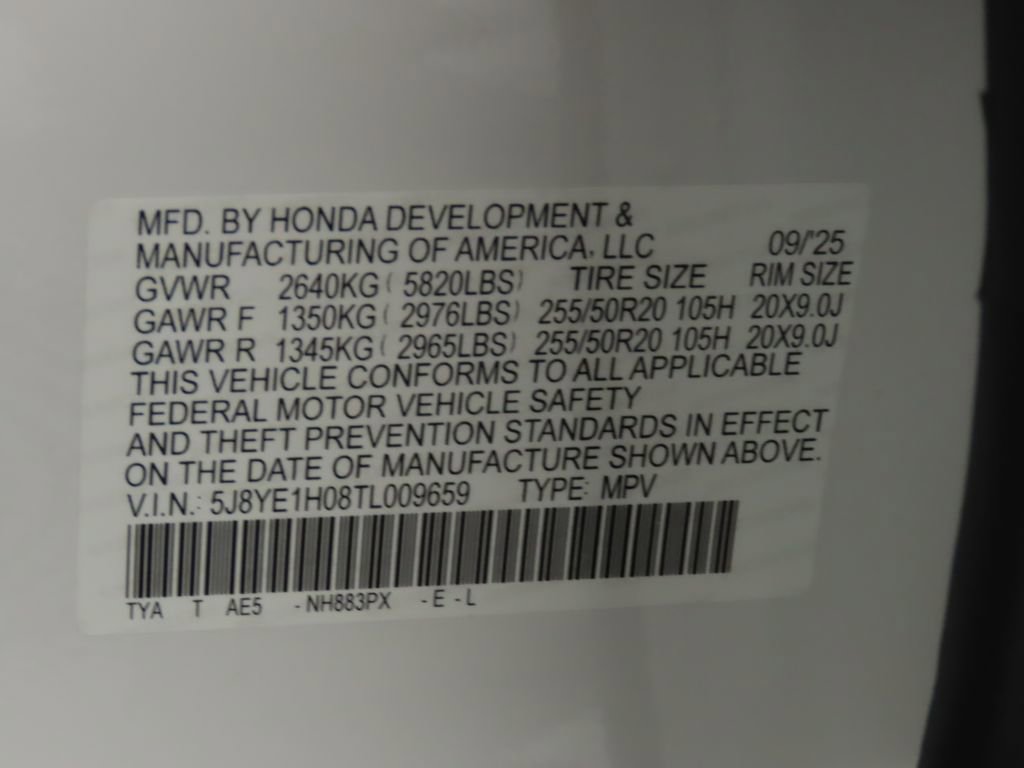 MFD. BY HONDA DEVELOPMENT &
MANUFACTURING OF AMERICA, LLC 09/'25
GVWR 2640KG ( 5820LBS) TIRE SIZE RIM SIZE
GAWR F 1350KG ( 2976LBS) 255/50R20 105H 20X9.0J
GAWR R 1345KG ( 2965LBS) 255/50R20 105H 20X9.0J
THIS VEHICLE CONFORMS TO ALL APPLICABLE
FEDERAL MOTOR VEHICLE SAFETY
AND THEFT PREVENTION STANDARDS IN EFFECT
ON THE DATE OF MANUFACTURE SHOWN ABOVE.
V.I.N.: 5J8YE1H08TL009659 TYPE: MPV
TYA T AE5 -NH883PX -E -L